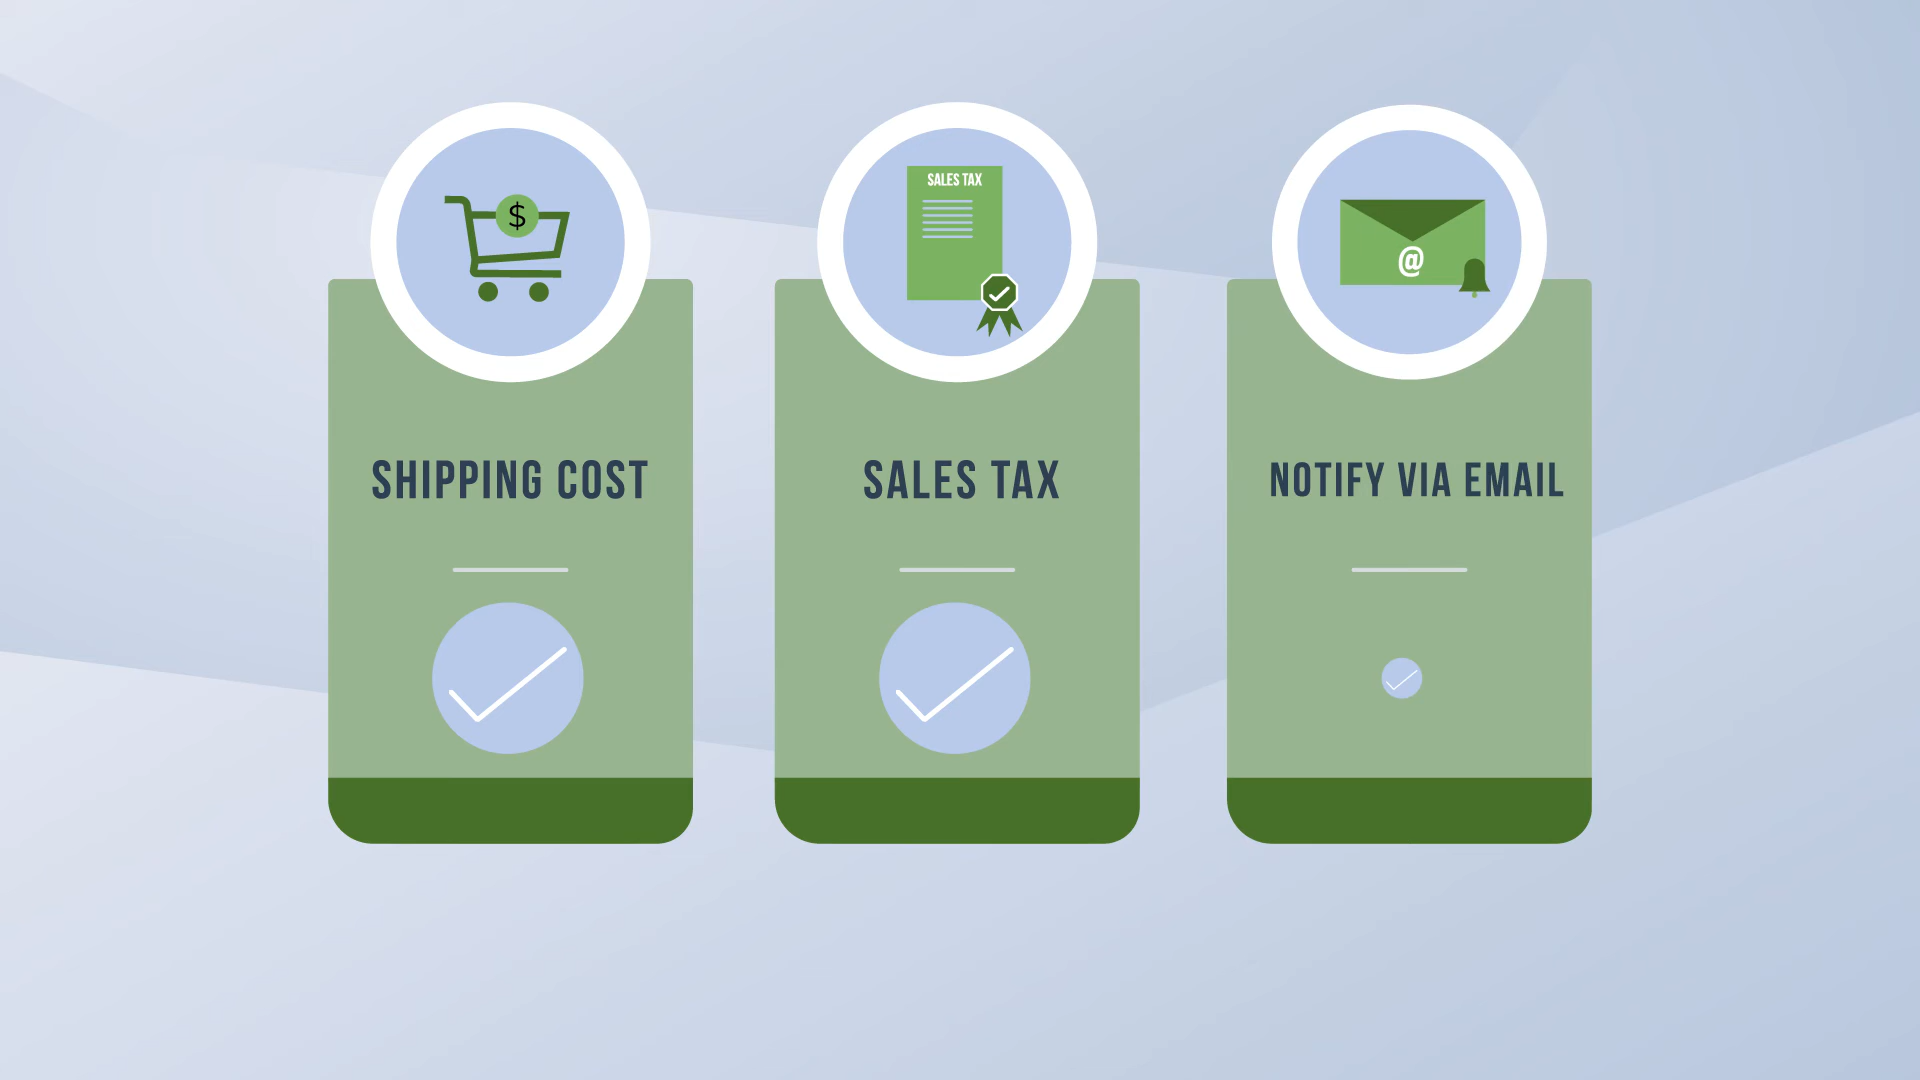 $
SALES TAX
@
SHIPPING COST
SALES TAX
NOTIFY VIA EMAIL